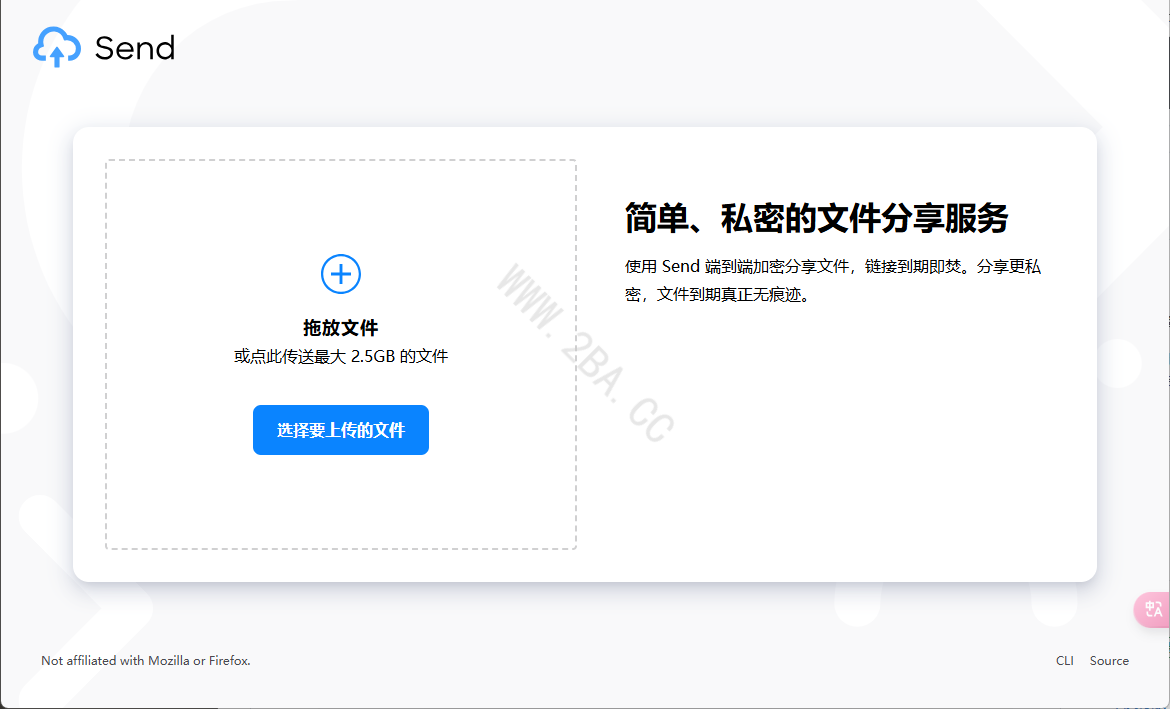 Send
简单、私密的文件分享服务
使用 Send 端到端加密分享文件，链接到期即焚。分享更私
密，文件到期真正无痕迹。
拖放文件
或点此传送最大 2.5GB 的文件
选择要上传的文件
WWW.2BA.CC
中
A
Not affiliated with Mozilla or Firefox.
CLI Source